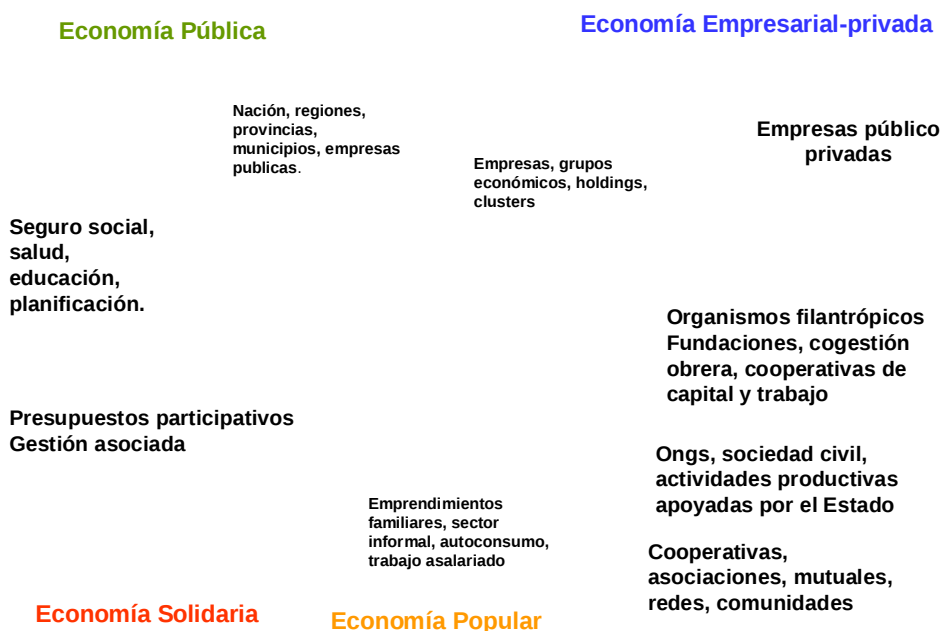 Economía Pública
Economía Empresarial-privada
Nación, regiones,
provincias,
municipios, empresas
publicas.
Empresas, grupos
económicos, holdings,
clusters
Empresas público
privadas
Seguro social,
salud,
educación,
planificación.
Organismos filantrópicos
Fundaciones, cogestión
obrera, cooperativas de
capital y trabajo
Presupuestos participativos
Gestión asociada
Ongs, sociedad civil,
actividades productivas
apoyadas por el Estado
Emprendimientos
familiares, sector
informal, autoconsumo,
trabajo asalariado
Cooperativas,
asociaciones, mutuales,
redes, comunidades
Economía Solidaria
Economía Popular